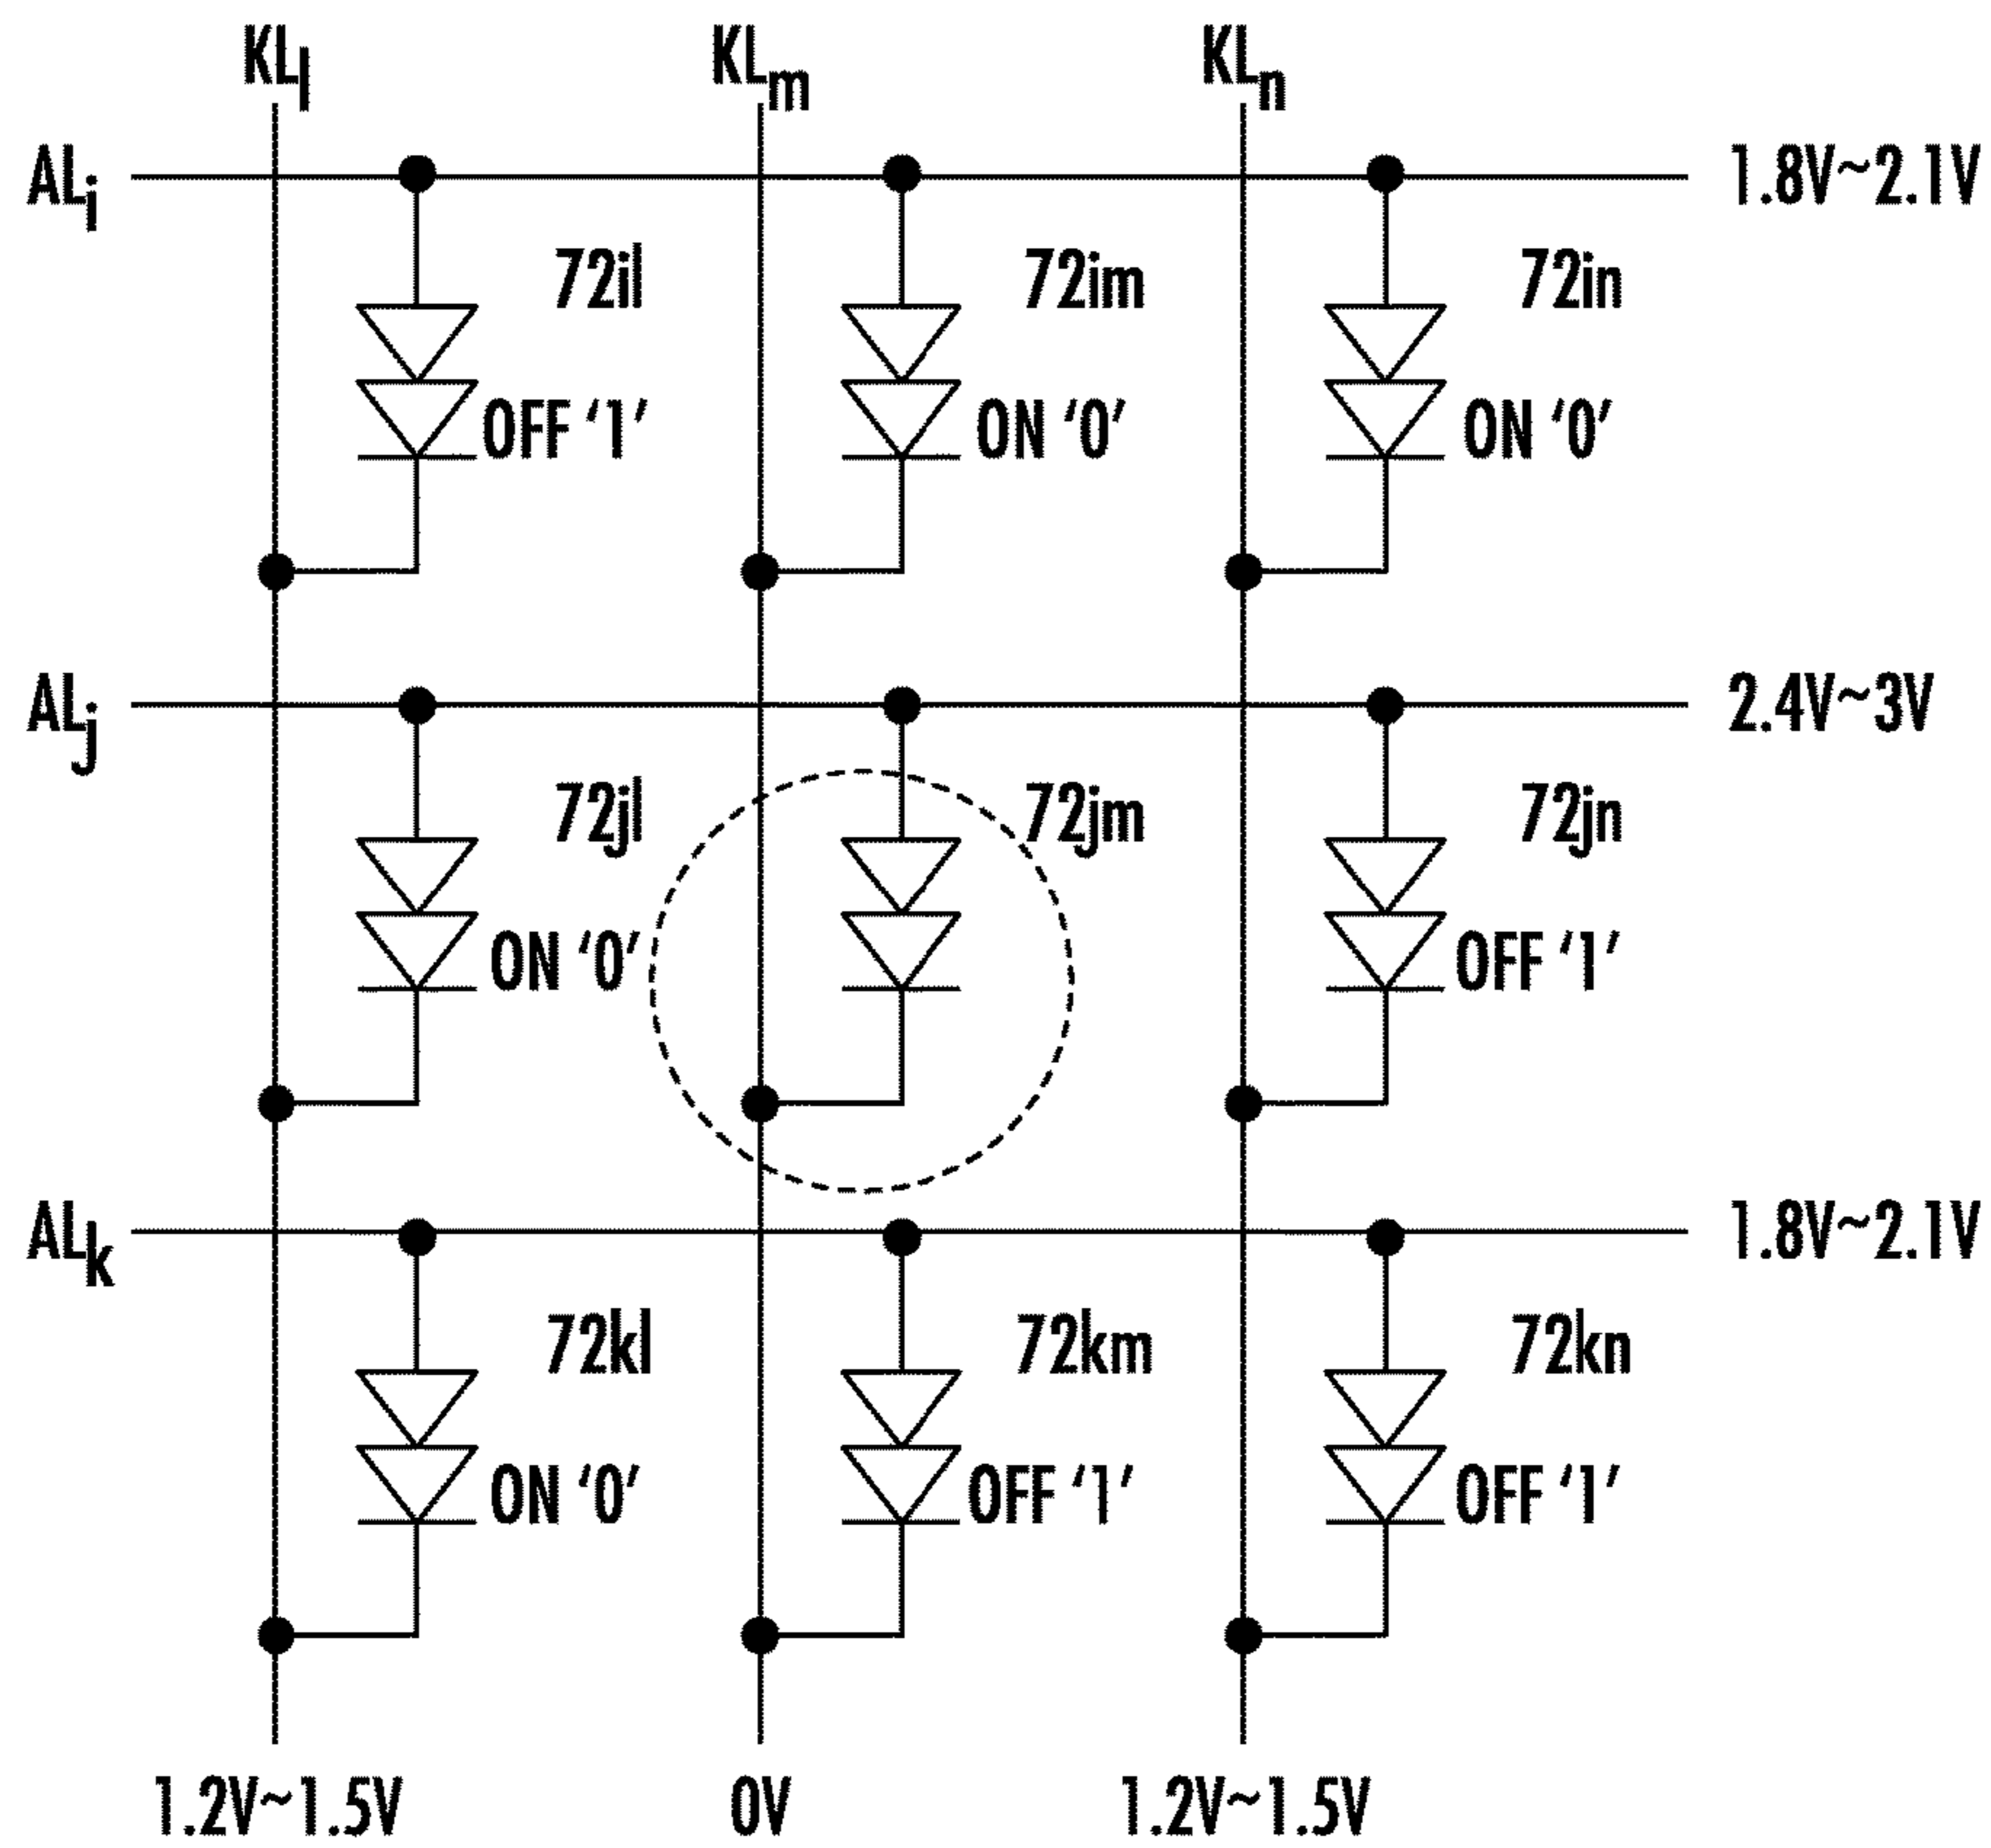 KLl KLm KLn
ALi 1.8V~2.1V
72il 72im 72in
OFF ‘1’ ON ‘0’ ON ‘0’
ALj 2.4V~3V
72jl 72jm 72jn
ON ‘0’ OFF ‘1’
ALk 1.8V~2.1V
72kl 72km 72kn
ON ‘0’ OFF ‘1’ OFF ‘1’
1.2V~1.5V 0V 1.2V~1.5V